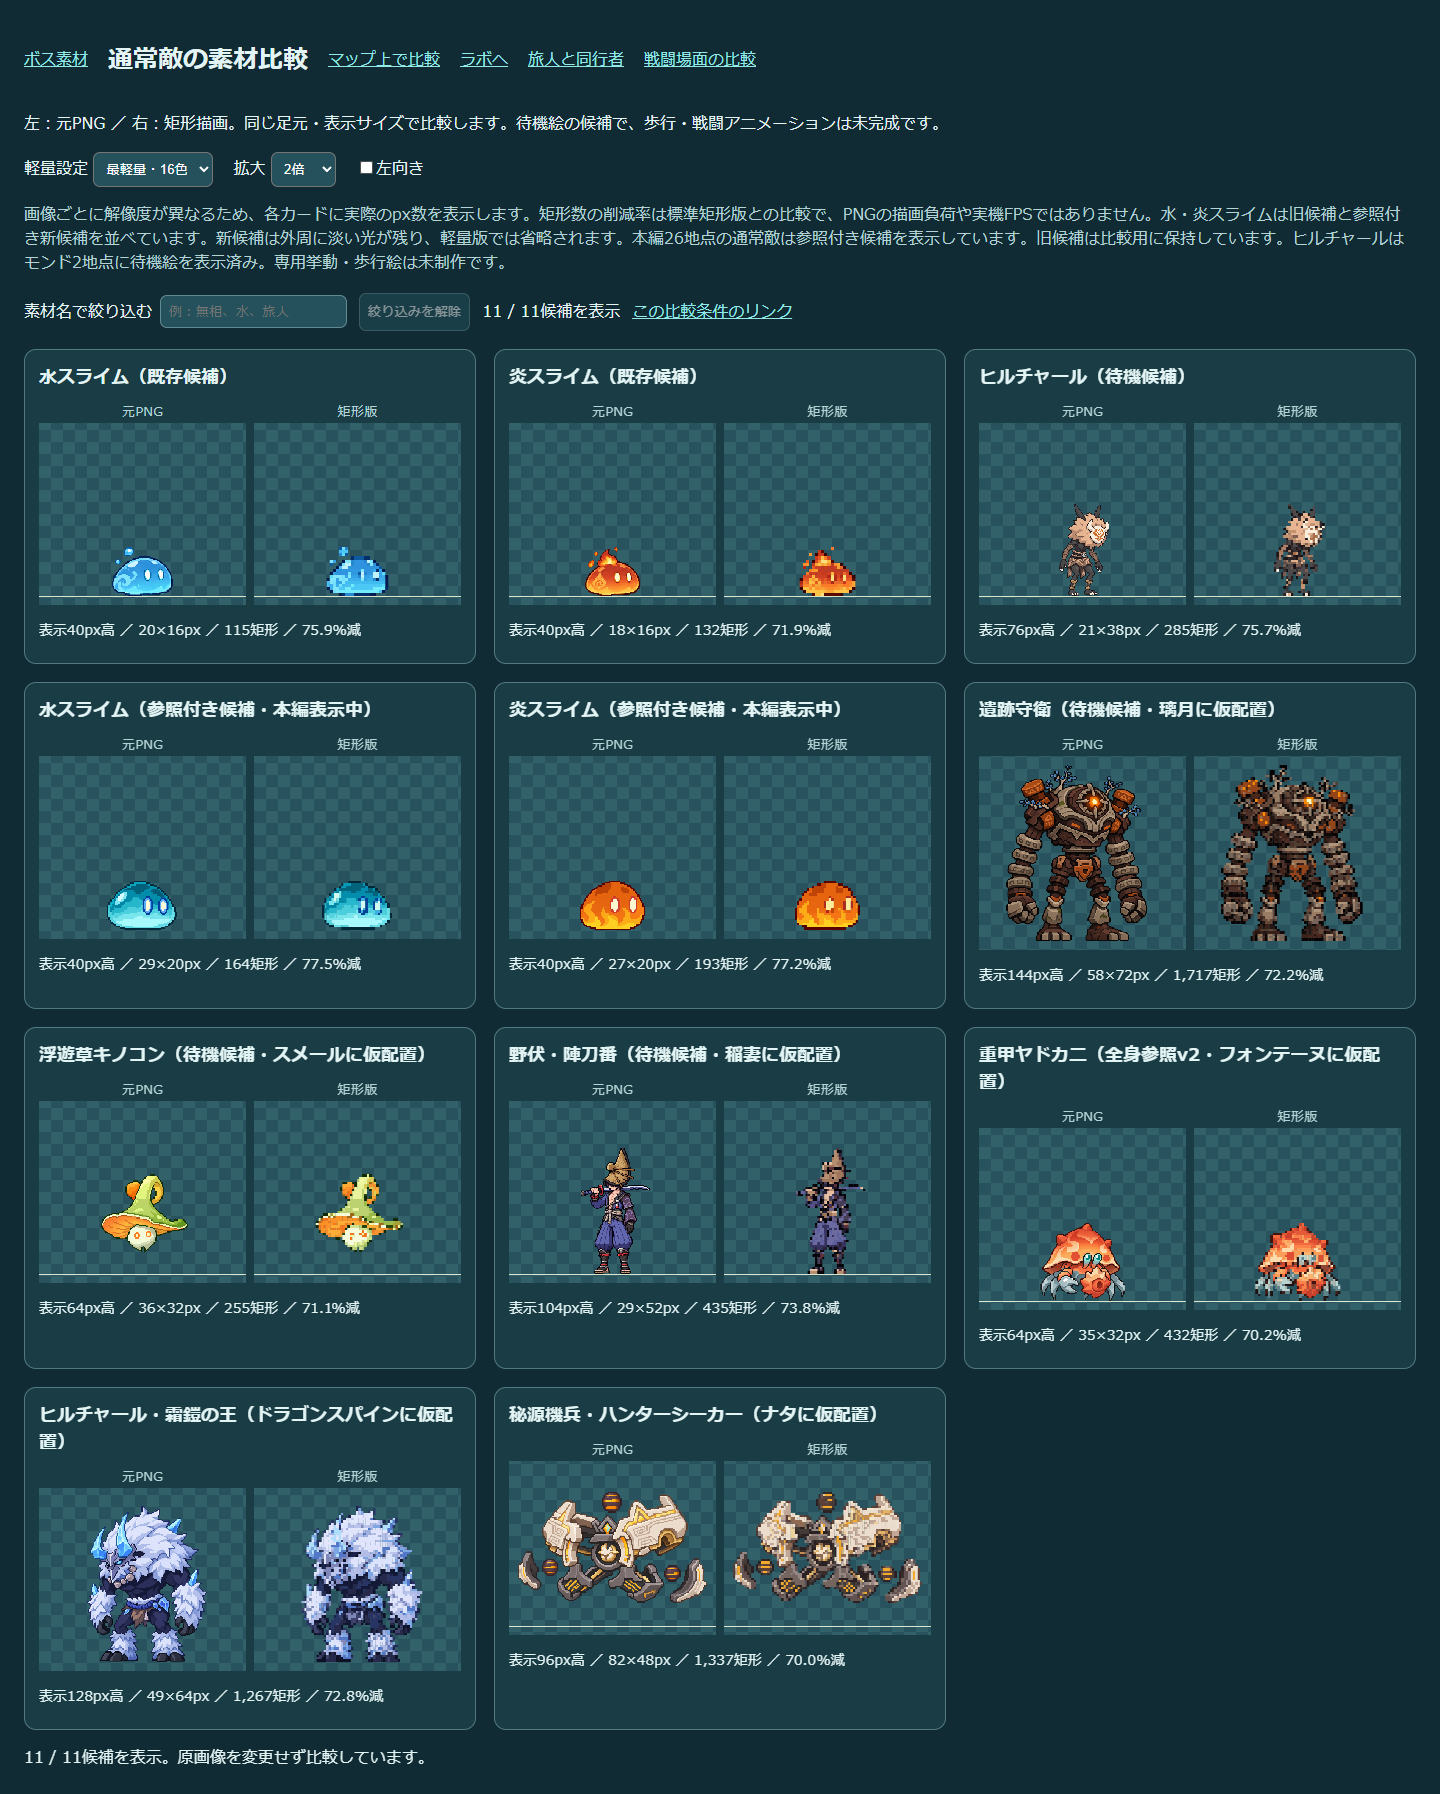 ボス素材 通常敵の素材比較 マップ上で比較 ラボへ 旅人と同行者 戦闘場面の比較
左：元PNG ／ 右：矩形描画。同じ足元・表示サイズで比較します。待機絵の候補で、歩行・戦闘アニメーションは未完成です。
軽量設定 最軽量・16色 拡大 2倍 左向き
画像ごとに解像度が異なるため、各カードに実際のpx数を表示します。矩形数の削減率は標準矩形版との比較で、PNGの描画負荷や実機FPSではありません。水・炎スライムは旧候補と参照付
き新候補を並べています。新候補は外周に淡い光が残り、軽量版では省略されます。本編26地点の通常敵は参照付き候補を表示しています。旧候補は比較用に保持しています。ヒルチャールは
モンド2地点に待機絵を表示済み。専用挙動・歩行絵は未制作です。
素材名で絞り込む 例：無相、水、旅人 絞り込みを解除 11 / 11候補を表示 この比較条件のリンク
水スライム（既存候補）
元PNG 矩形版
表示40px高 ／ 20×16px ／ 115矩形 ／ 75.9%減
炎スライム（既存候補）
元PNG 矩形版
表示40px高 ／ 18×16px ／ 132矩形 ／ 71.9%減
ヒルチャール（待機候補）
元PNG 矩形版
表示76px高 ／ 21×38px ／ 285矩形 ／ 75.7%減
水スライム（参照付き候補・本編表示中）
元PNG 矩形版
表示40px高 ／ 29×20px ／ 164矩形 ／ 77.5%減
炎スライム（参照付き候補・本編表示中）
元PNG 矩形版
表示40px高 ／ 27×20px ／ 193矩形 ／ 77.2%減
遺跡守衛（待機候補・璃月に仮配置）
元PNG 矩形版
表示144px高 ／ 58×72px ／ 1,717矩形 ／ 72.2%減
浮遊草キノコン（待機候補・スメールに仮配置）
元PNG 矩形版
表示64px高 ／ 36×32px ／ 255矩形 ／ 71.1%減
野伏・陣刀番（待機候補・稲妻に仮配置）
元PNG 矩形版
表示104px高 ／ 29×52px ／ 435矩形 ／ 73.8%減
重甲ヤドカニ（全身参照v2・フォンテーヌに仮配
置）
元PNG 矩形版
表示64px高 ／ 35×32px ／ 432矩形 ／ 70.2%減
ヒルチャール・霜鎧の王（ドラゴンスパインに仮配
置）
元PNG 矩形版
表示128px高 ／ 49×64px ／ 1,267矩形 ／ 72.8%減
秘源機兵・ハンターシーカー（ナタに仮配置）
元PNG 矩形版
表示96px高 ／ 82×48px ／ 1,337矩形 ／ 70.0%減
11 / 11候補を表示。原画像を変更せず比較しています。